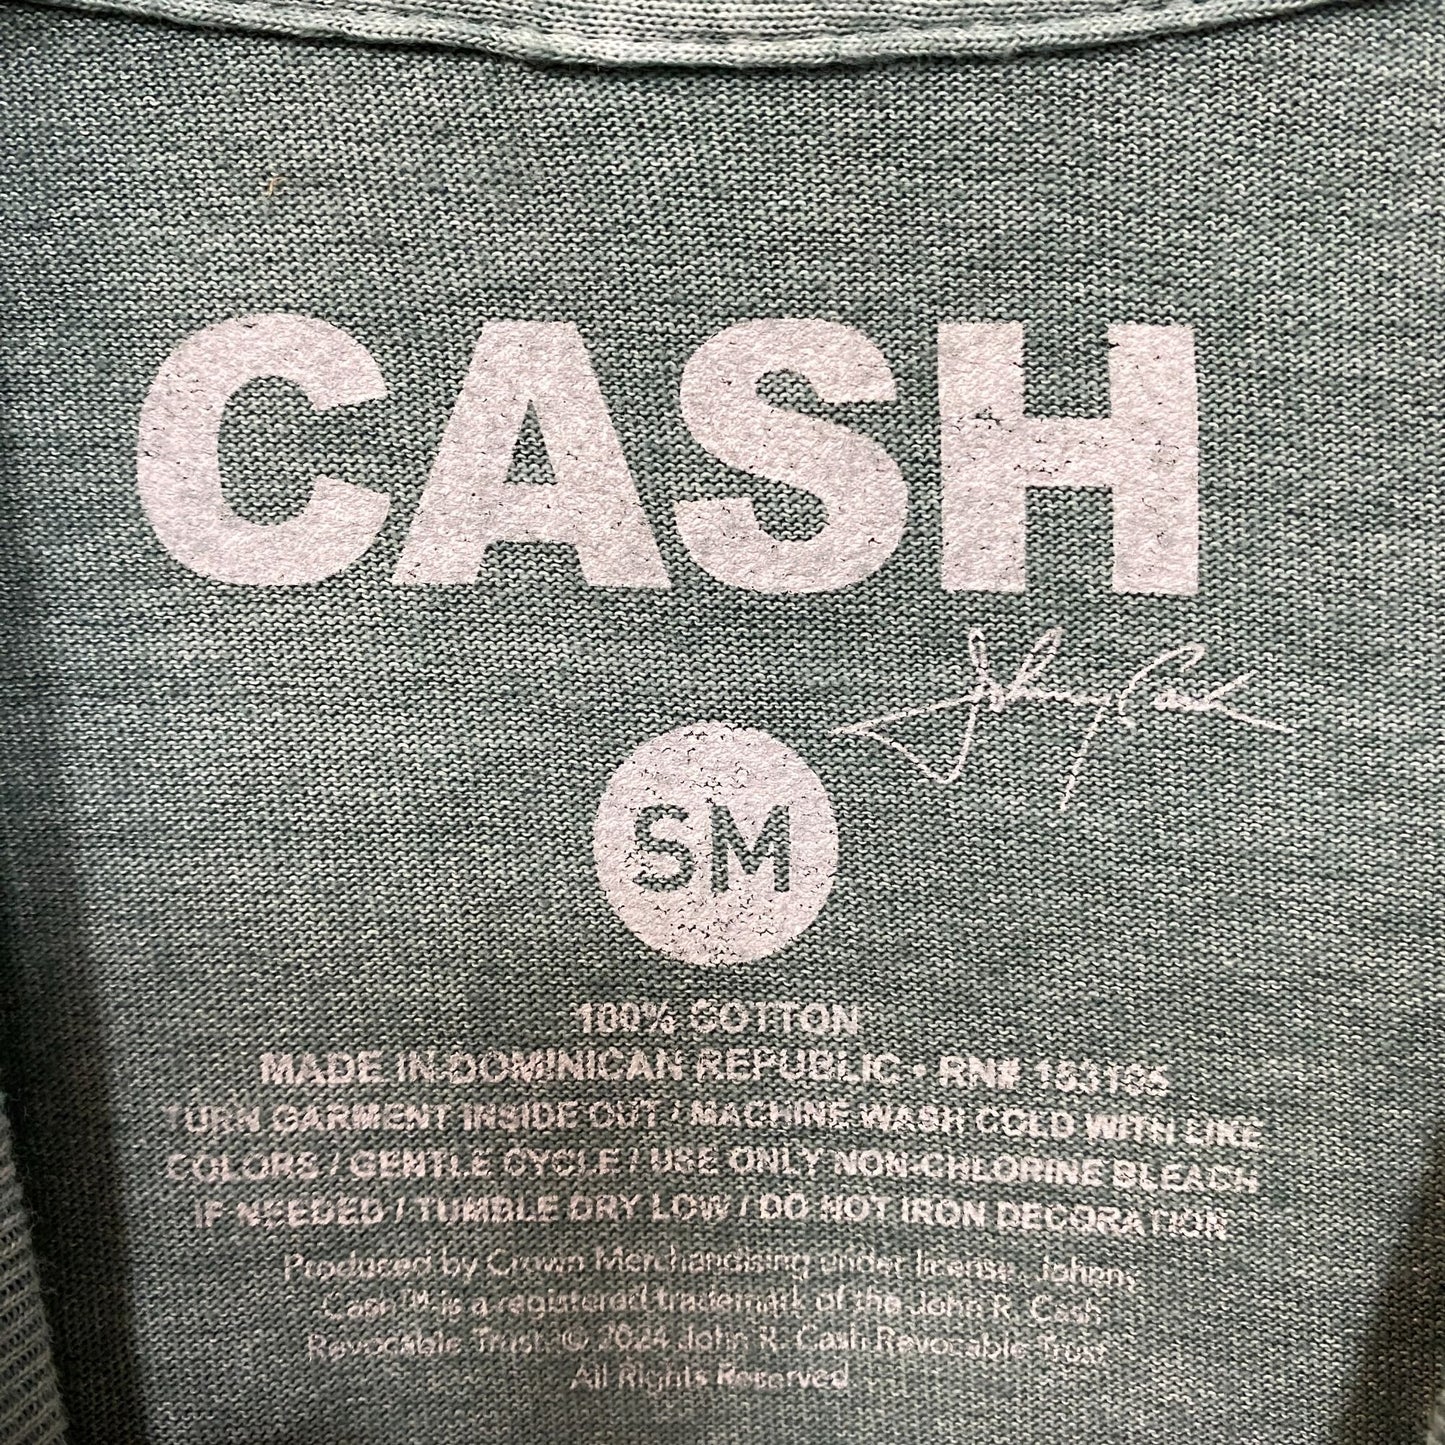 CASH
Johnny Cash
SM
100% COTTON
MADE IN DOMINICAN REPUBLIC • RN#
TURN GARMENT INSIDE OUT / MACHINE WASH COLD WITH LIKE
COLORS / GENTLE CYCLE / USE ONLY NON-CHLORINE BLEACH
IF NEEDED / TUMBLE DRY LOW / DO NOT IRON DECORATION
Produced by Crown Merchandising under license. Johnny
Cash™ is a registered trademark of the John R. Cash
Revocable Trust. © 2024 John R. Cash Revocable Trust
All Rights Reserved